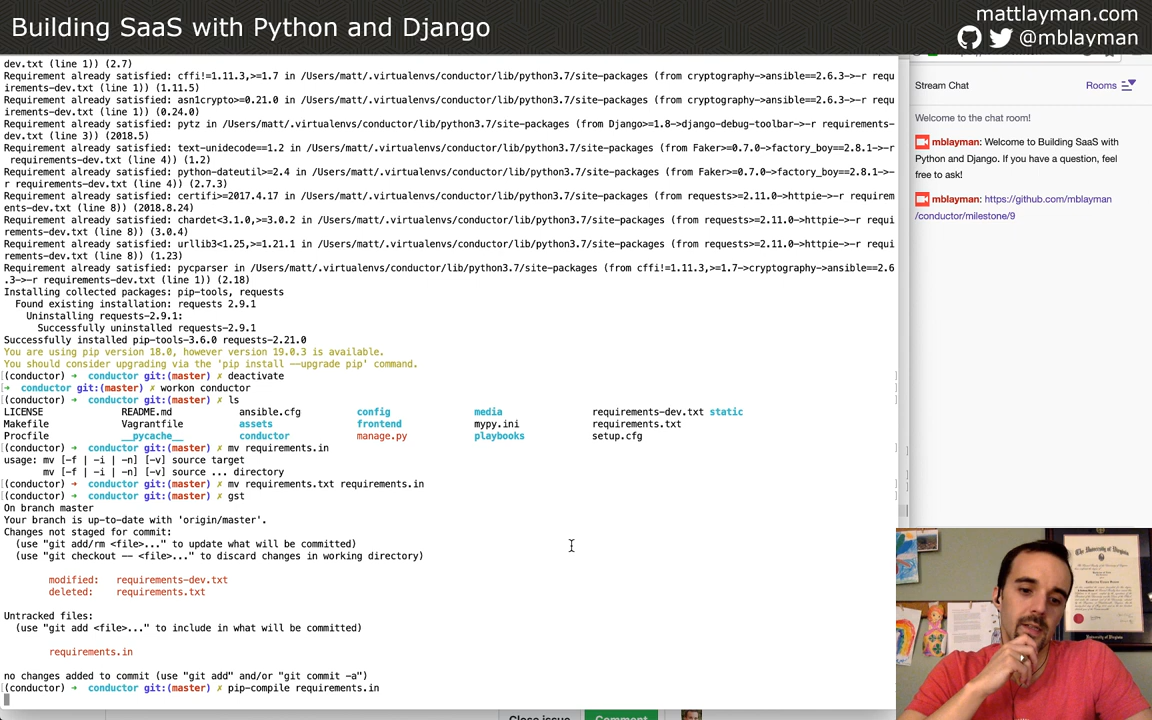 Building SaaS with Python and Django
mattlayman.com
@mblayman
dev.txt (line 1)) (2.7)
Requirement already satisfied: cffi!=1.11.3,>=1.7 in /Users/matt/.virtualenvs/conductor/lib/python3.7/site-packages (from cryptography->ansible==2.6.3->-r requ
irements-dev.txt (line 1)) (1.11.5)
Requirement already satisfied: asn1crypto>=0.21.0 in /Users/matt/.virtualenvs/conductor/lib/python3.7/site-packages (from cryptography->ansible==2.6.3->-r requ
irements-dev.txt (line 1)) (0.24.0)
Requirement already satisfied: pytz in /Users/matt/.virtualenvs/conductor/lib/python3.7/site-packages (from Django>=1.8->django-debug-toolbar->-r requirements-
dev.txt (line 3)) (2018.5)
Requirement already satisfied: text-unidecode==1.2 in /Users/matt/.virtualenvs/conductor/lib/python3.7/site-packages (from Faker>=0.7.0->factory_boy==2.8.1->-r
 requirements-dev.txt (line 4)) (1.2)
Requirement already satisfied: python-dateutil>=2.4 in /Users/matt/.virtualenvs/conductor/lib/python3.7/site-packages (from Faker>=0.7.0->factory_boy==2.8.1->-
r requirements-dev.txt (line 4)) (2.7.3)
Requirement already satisfied: certifi>=2017.4.17 in /Users/matt/.virtualenvs/conductor/lib/python3.7/site-packages (from requests>=2.11.0->httpie->-r requirem
ents-dev.txt (line 8)) (2018.8.24)
Requirement already satisfied: chardet<3.1.0,>=3.0.2 in /Users/matt/.virtualenvs/conductor/lib/python3.7/site-packages (from requests>=2.11.0->httpie->-r requi
rements-dev.txt (line 8)) (3.0.4)
Requirement already satisfied: urllib3<1.25,>=1.21.1 in /Users/matt/.virtualenvs/conductor/lib/python3.7/site-packages (from requests>=2.11.0->httpie->-r requi
rements-dev.txt (line 8)) (1.23)
Requirement already satisfied: pycparser in /Users/matt/.virtualenvs/conductor/lib/python3.7/site-packages (from cffi!=1.11.3,>=1.7->cryptography->ansible==2.6
.3->-r requirements-dev.txt (line 1)) (2.18)
Installing collected packages: pip-tools, requests
  Found existing installation: requests 2.9.1
    Uninstalling requests-2.9.1:
      Successfully uninstalled requests-2.9.1
Successfully installed pip-tools-3.6.0 requests-2.21.0
You are using pip version 18.0, however version 19.0.3 is available.
You should consider upgrading via the 'pip install --upgrade pip' command.
(conductor) ➜  conductor git:(master) ✗ deactivate
➜  conductor git:(master) ✗ workon conductor
(conductor) ➜  conductor git:(master) ✗ ls
LICENSE README.md ansible.cfg config media requirements-dev.txt static
Makefile Vagrantfile assets frontend mypy.ini requirements.txt
Procfile __pycache__ conductor manage.py playbooks setup.cfg
(conductor) ➜  conductor git:(master) ✗ mv requirements.in
usage: mv [-f | -i | -n] [-v] source target
       mv [-f | -i | -n] [-v] source ... directory
(conductor) ➜  conductor git:(master) ✗ mv requirements.txt requirements.in
(conductor) ➜  conductor git:(master) ✗ gst
On branch master
Your branch is up-to-date with 'origin/master'.
Changes not staged for commit:
  (use "git add/rm <file>..." to update what will be committed)
  (use "git checkout -- <file>..." to discard changes in working directory)
modified:   requirements-dev.txt
deleted:    requirements.txt
Untracked files:
  (use "git add <file>..." to include in what will be committed)
requirements.in
no changes added to commit (use "git add" and/or "git commit -a")
(conductor) ➜  conductor git:(master) ✗ pip-compile requirements.in
Stream Chat
Rooms
Welcome to the chat room!
mblayman: Welcome to Building SaaS with
Python and Django. If you have a question, feel
free to ask!
mblayman: https://github.com/mblayman
/conductor/milestone/9
The University of Virginia
Close issue
Comment